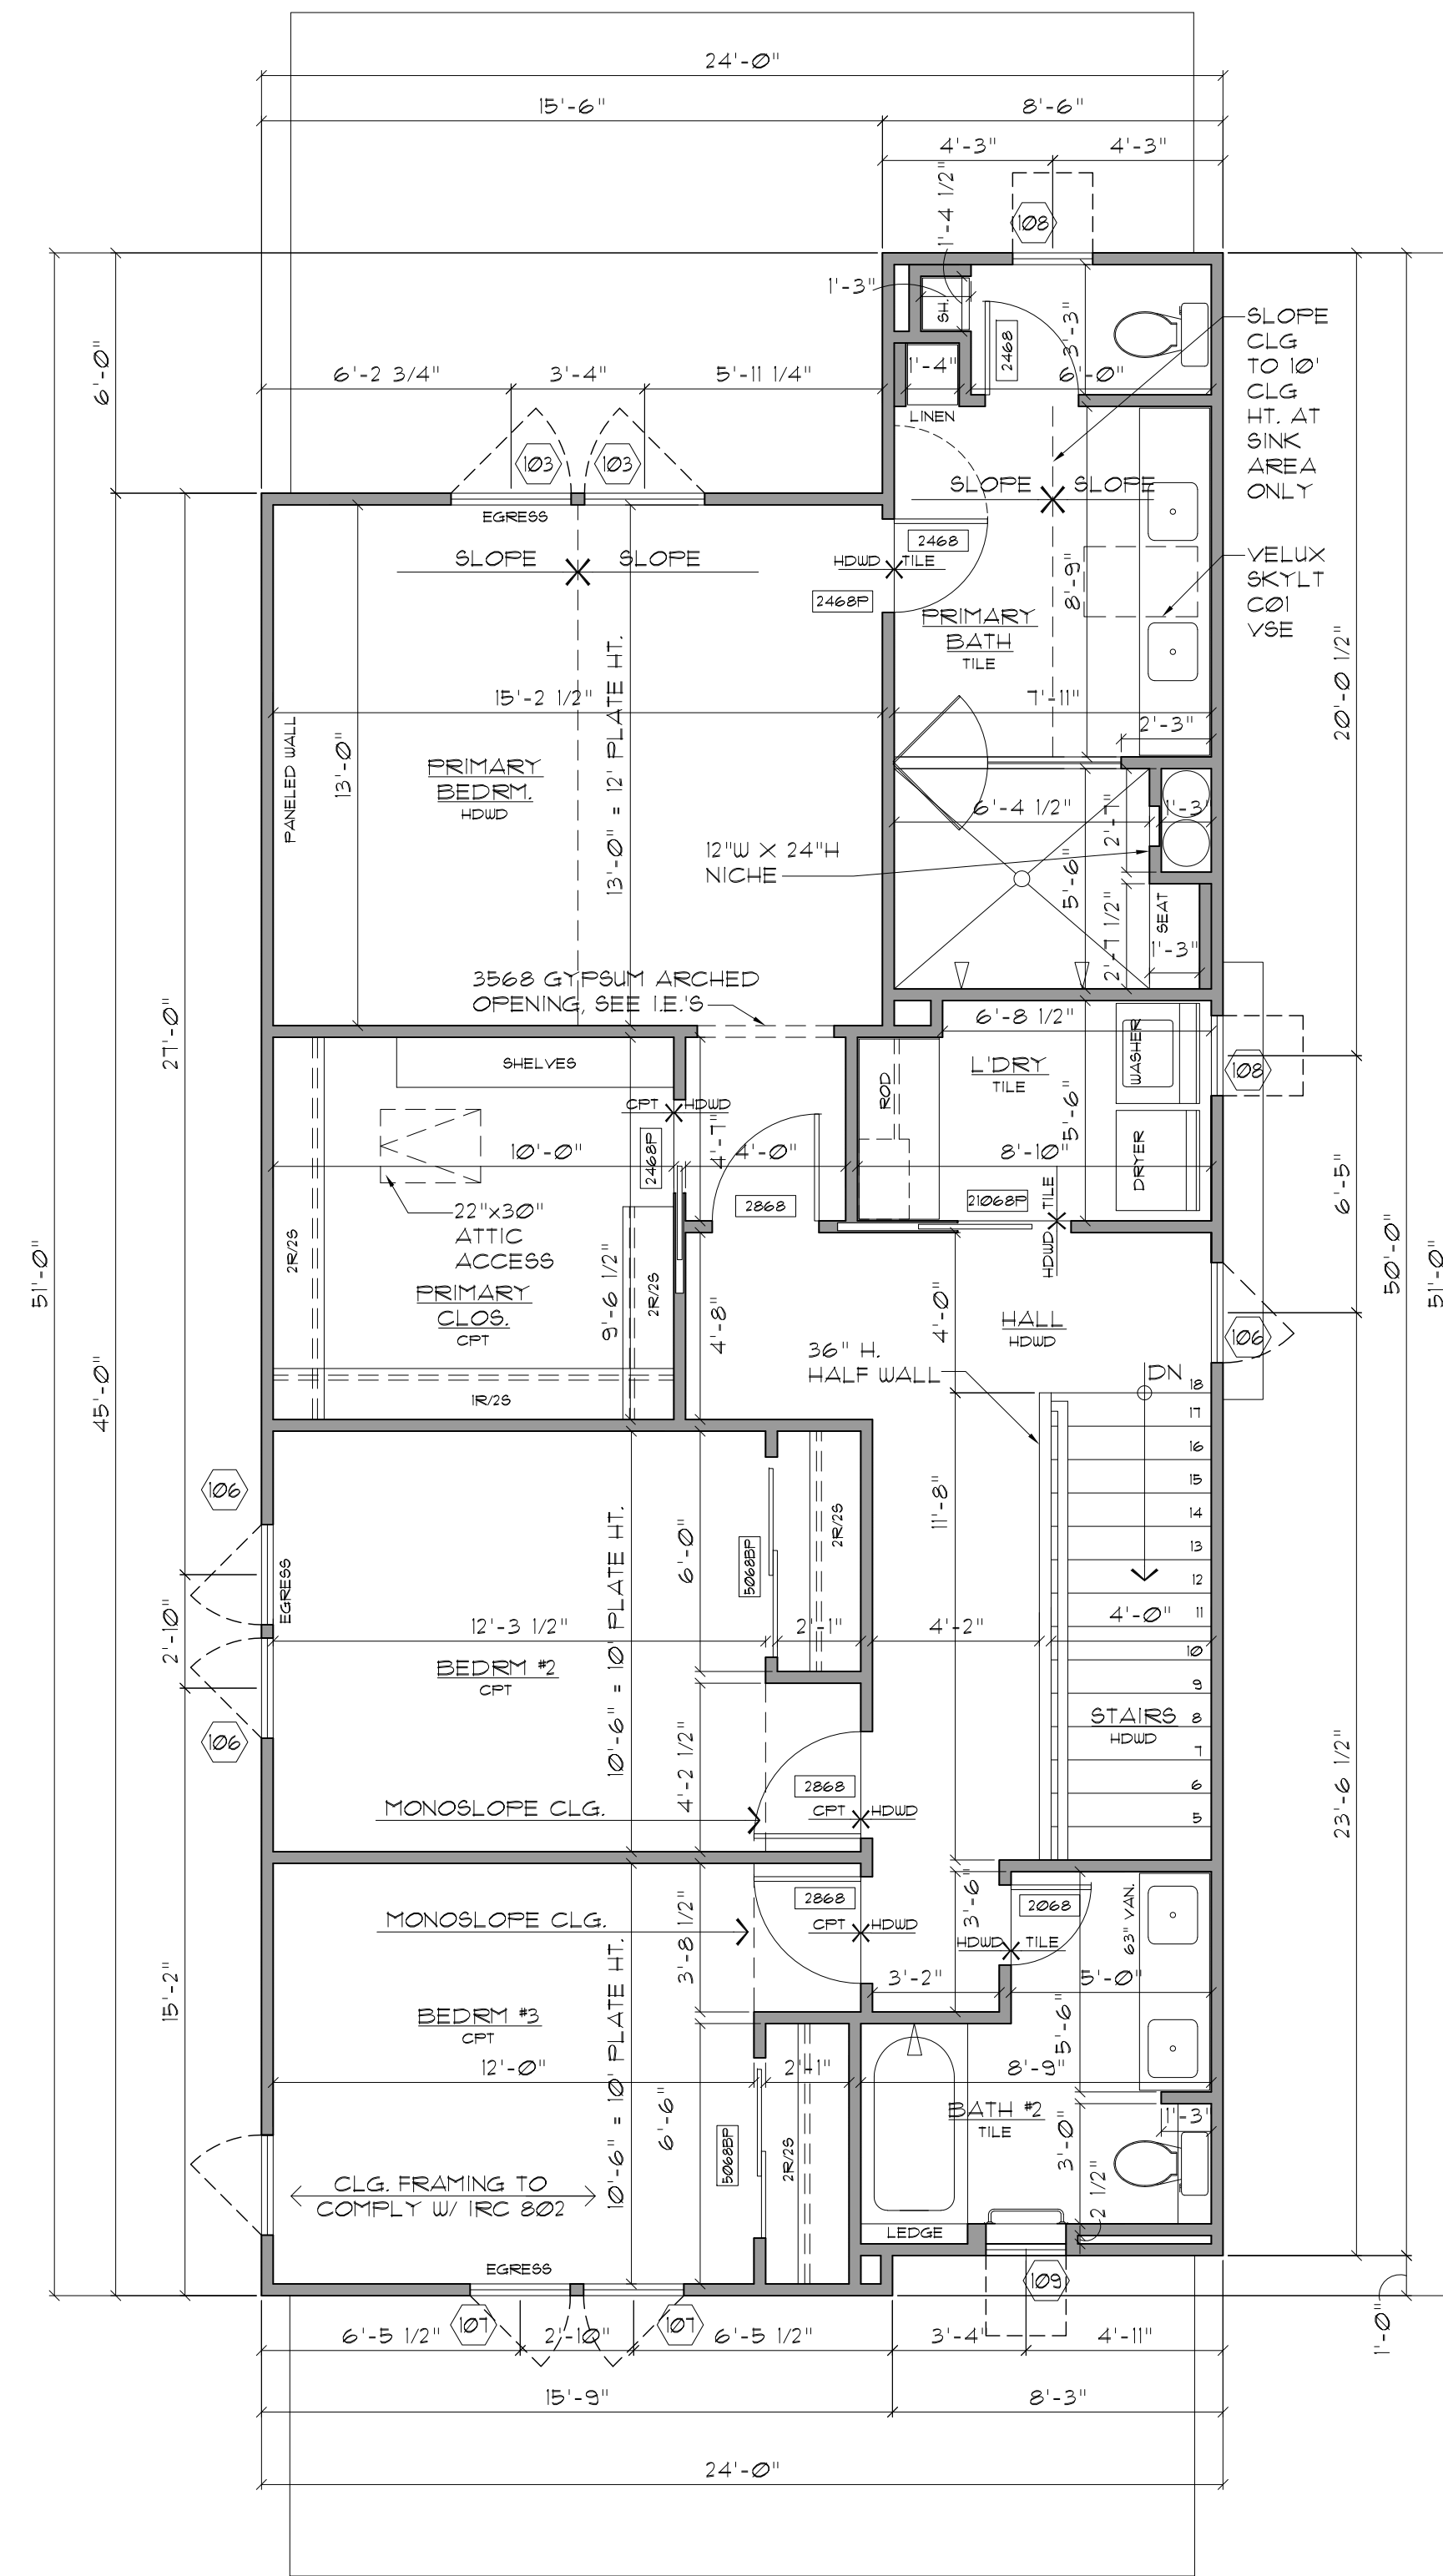 24'-0"
15'-6"
8'-6"
4'-3"
4'-3"
1'-4 1/2"
108
1'-3"
SH.
2468
3'-3"
SLOPE
CLG
TO 10'
CLG
HT. AT
SINK
AREA
ONLY
6'-0"
6'-2 3/4"
3'-4"
5'-11 1/4"
1'-4"
6'-0"
LINEN
103
103
EGRESS
SLOPE
SLOPE
SLOPE
SLOPE
2468
HDWD
TILE
2468P
8'-9"
VELUX
SKYLT
C01
VSE
PRIMARY
BATH
TILE
15'-2 1/2"
7'-11"
2'-3"
20'-0 1/2"
PANELED WALL
13'-0"
13'-0" = 12' PLATE HT.
PRIMARY
BEDRM.
HDWD
6'-4 1/2"
2'-7"
1'-3"
12"W X 24"H
NICHE
5'-6"
2'-7 1/2"
SEAT
1'-3"
3568 GYPSUM ARCHED
OPENING, SEE I.E.'S
27'-0"
6'-8 1/2"
WASHER
SHELVES
L'DRY
TILE
108
ROD
CPT
HDWD
5'-6"
4'-7"
2468P
10'-0"
4'-0"
8'-10"
DRYER
6'-5"
2868
21068P
TILE
HDWD
22"x30"
ATTIC
ACCESS
2R/2S
PRIMARY
CLOS.
CPT
9'-6 1/2"
2R/2S
4'-8"
4'-0"
HALL
HDWD
106
51'-0"
50'-0"
51'-0"
36" H.
HALF WALL
DN
1R/2S
45'-0"
18
17
16
15
14
13
12
11
10
9
8
7
6
5
106
EGRESS
11'-8"
6'-0"
5068BP
2R/2S
2'-10"
12'-3 1/2"
2'-1"
4'-2"
4'-0"
10'-6" = 10' PLATE HT.
BEDRM #2
CPT
STAIRS
HDWD
106
4'-2 1/2"
2868
MONOSLOPE CLG.
CPT
HDWD
23'-6 1/2"
2868
2068
3'-6"
63" VAN.
MONOSLOPE CLG.
CPT
HDWD
HDWD
TILE
3'-8 1/2"
3'-2"
5'-0"
15'-2"
BEDRM #3
CPT
10'-6" = 10' PLATE HT.
5'-6"
12'-0"
2'-1"
8'-9"
6'-6"
5068BP
2R/2S
BATH #2
TILE
3'-0"
1'-3"
2 1/2"
CLG. FRAMING TO
COMPLY W/ IRC 802
LEDGE
EGRESS
109
107
107
6'-5 1/2"
2'-10"
6'-5 1/2"
3'-4"
4'-11"
1'-0"
15'-9"
8'-3"
24'-0"